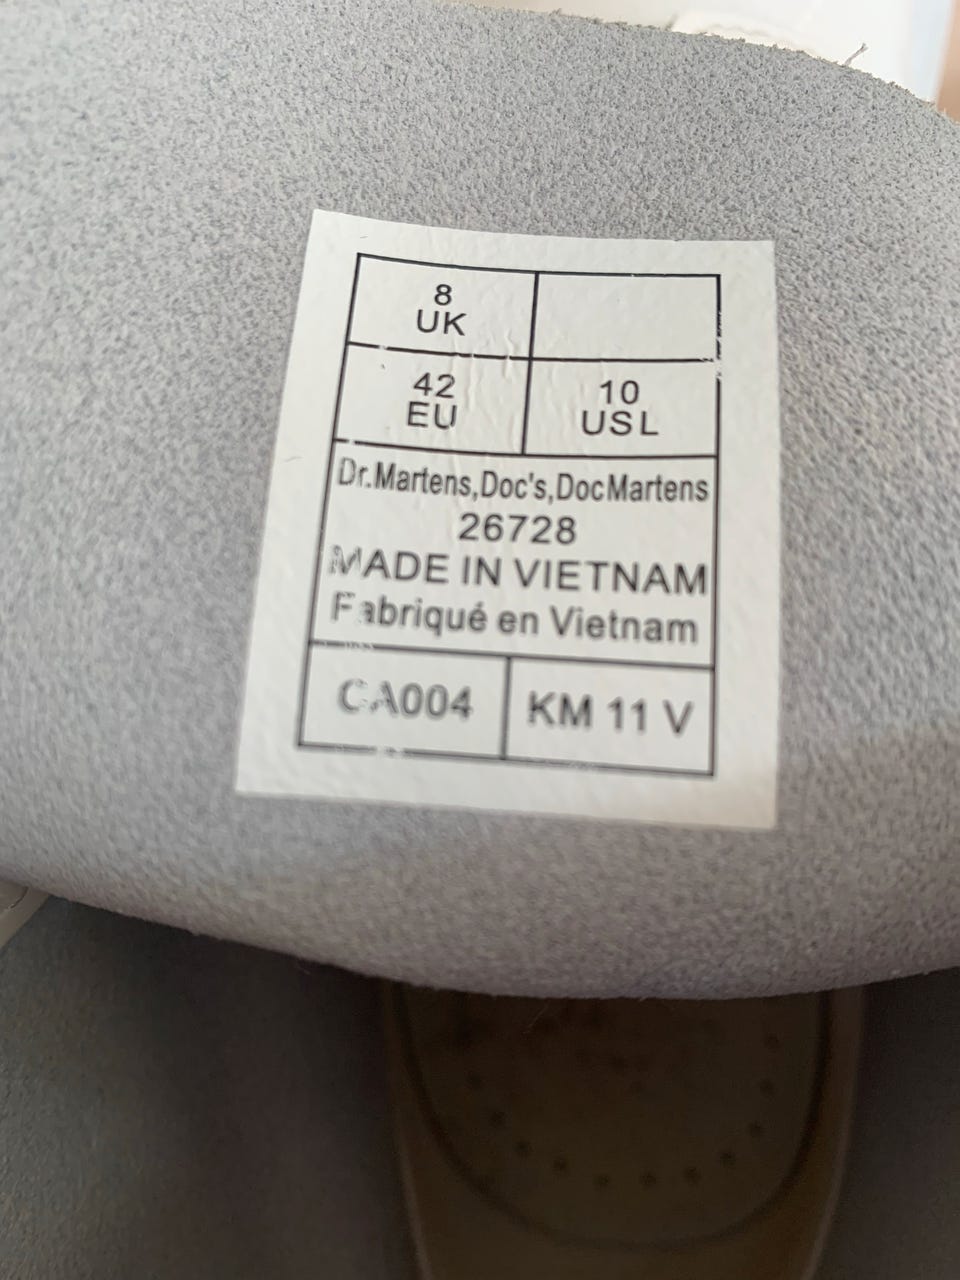 8
UK
42
EU
10
USL
Dr.Martens,Doc's,DocMartens
26728
MADE IN VIETNAM
Fabriqué en Vietnam
CA004
KM 11 V